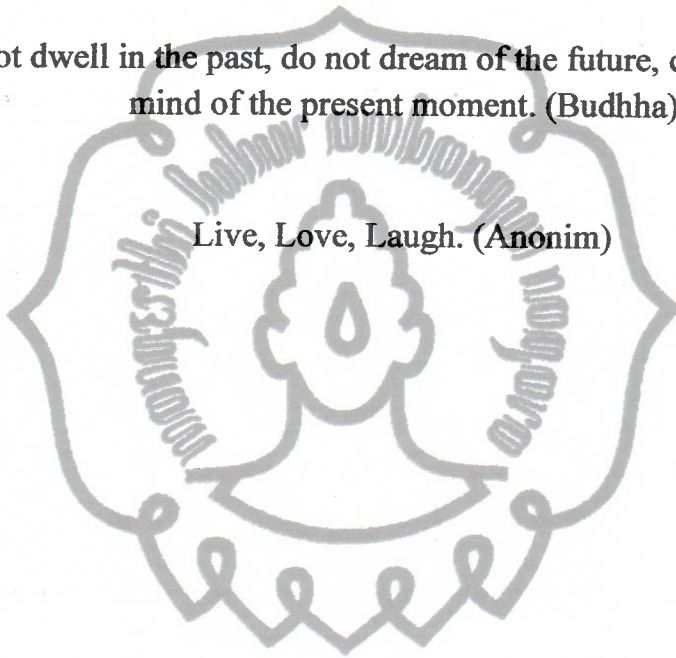 ot dwell in the past, do not dream of the future, c
mind of the present moment. (Budhha)
Live, Love, Laugh. (Anonim)